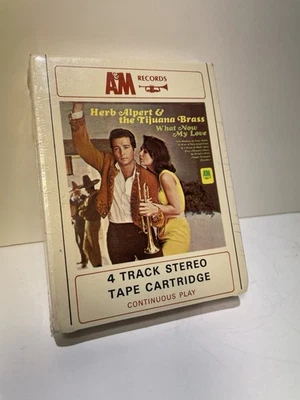 A&M RECORDS
Herb Alpert &
the Tijuana Brass
What Now
My Love
4 TRACK STEREO
TAPE CARTRIDGE
CONTINUOUS PLAY